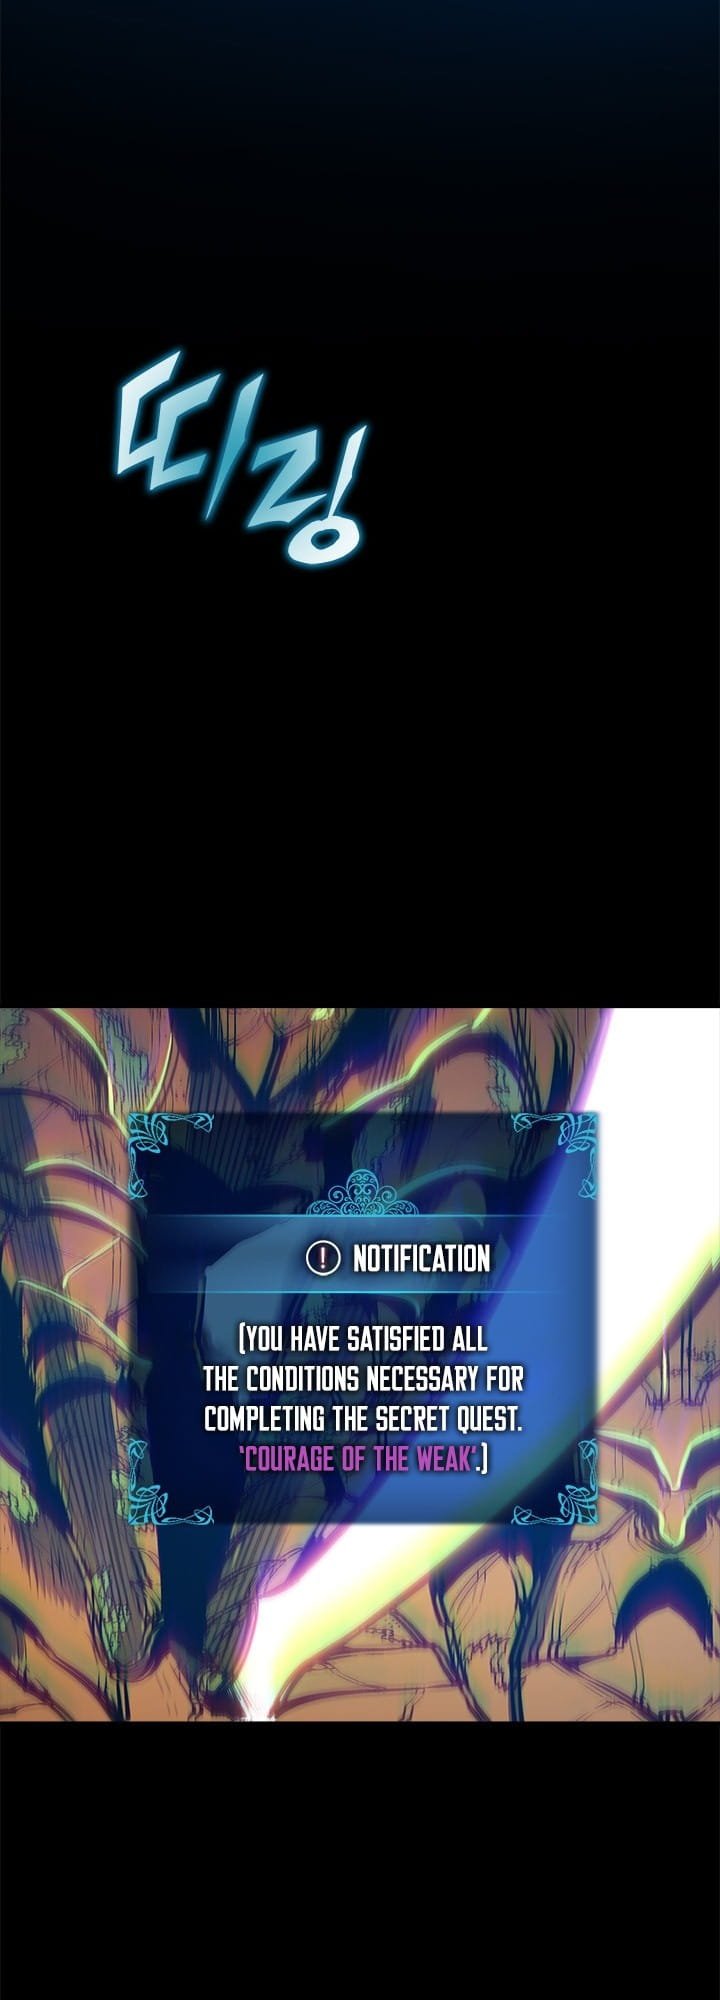 띠링
! NOTIFICATION
(YOU HAVE SATISFIED ALL
THE CONDITIONS NECESSARY FOR
COMPLETING THE SECRET QUEST.
'COURAGE OF THE WEAK'.)